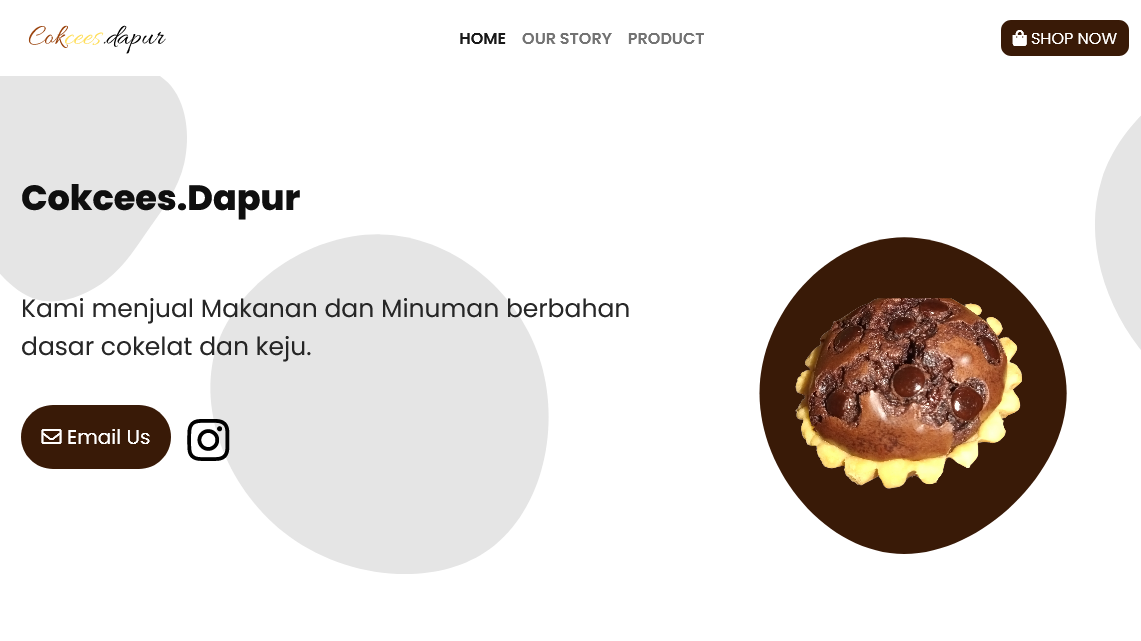 Cokcees.dapur
HOME OUR STORY PRODUCT
SHOP NOW
Cokcees.Dapur
Kami menjual Makanan dan Minuman berbahan
dasar cokelat dan keju.
Email Us